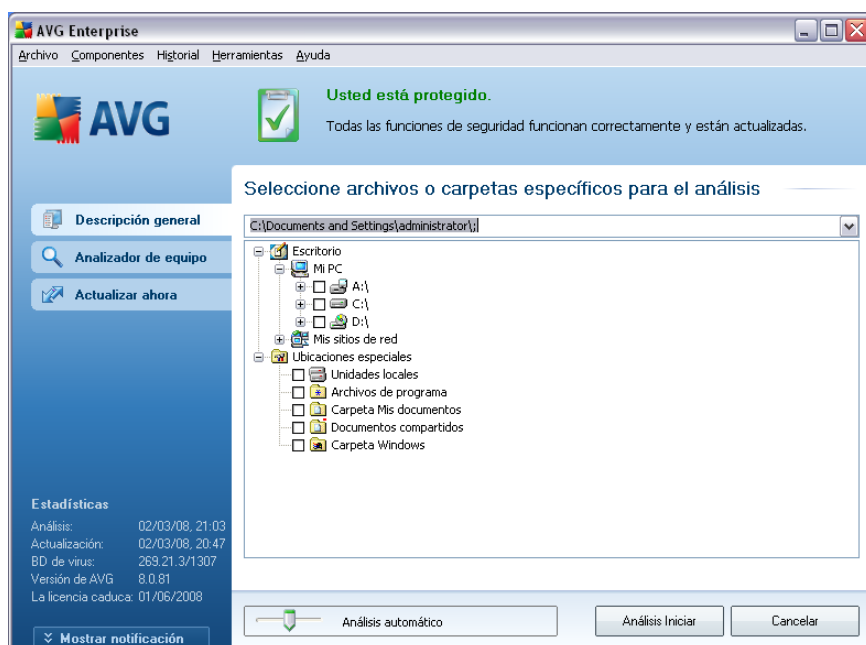 AVG Enterprise
Archivo Componentes Historial Herramientas Ayuda
AVG
Usted está protegido.
Todas las funciones de seguridad funcionan correctamente y están actualizadas.
Descripción general
Analizador de equipo
Actualizar ahora
Seleccione archivos o carpetas específicos para el análisis
C:\Documents and Settings\administrator\;
Escritorio
Mi PC
A:\
C:\
D:\
Mis sitios de red
Ubicaciones especiales
Unidades locales
Archivos de programa
Carpeta Mis documentos
Documentos compartidos
Carpeta Windows
Estadísticas
Análisis: 02/03/08, 21:03
Actualización: 02/03/08, 20:47
BD de virus: 269.21.3/1307
Versión de AVG 8.0.81
La licencia caduca: 01/06/2008
Mostrar notificación
Análisis automático
Análisis Iniciar
Cancelar